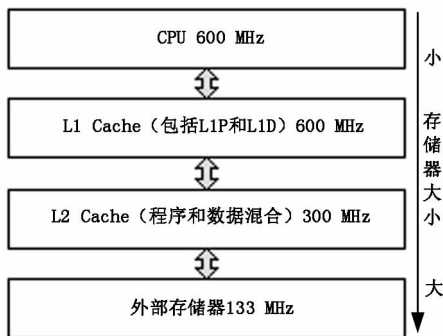 CPU 600 MHz
L1 Cache（包括L1P和L1D）600 MHz
L2 Cache（程序和数据混合）300 MHz
外部存储器133 MHz
小
存储器大小
大